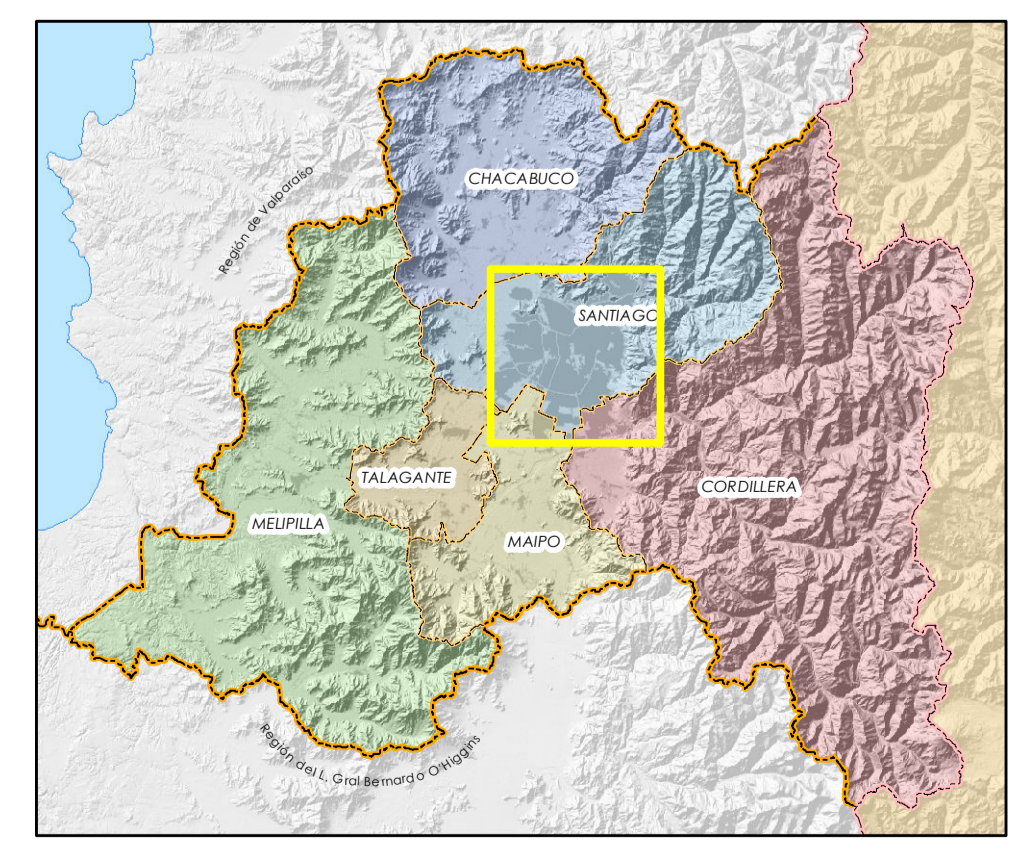 CHACABUCO
Región de Valparaíso
SANTIAGO
TALAGANTE
CORDILLERA
MELIPILLA
MAIPO
Región del L. Gral Bernardo O'Higgins